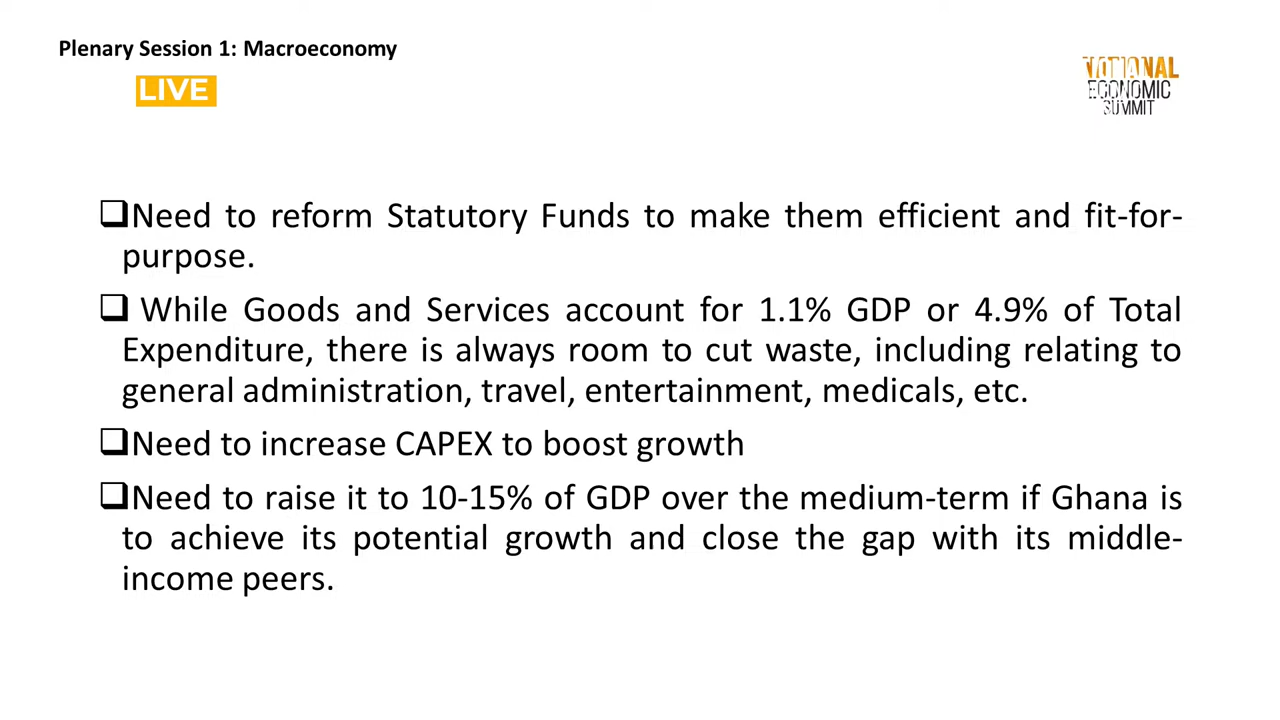 Plenary Session 1: Macroeconomy
LIVE
NATIONAL
ECONOMIC
SUMMIT
❑Need to reform Statutory Funds to make them efficient and fit-for-
purpose.
❑ While Goods and Services account for 1.1% GDP or 4.9% of Total
Expenditure, there is always room to cut waste, including relating to
general administration, travel, entertainment, medicals, etc.
❑Need to increase CAPEX to boost growth
❑Need to raise it to 10-15% of GDP over the medium-term if Ghana is
to achieve its potential growth and close the gap with its middle-
income peers.